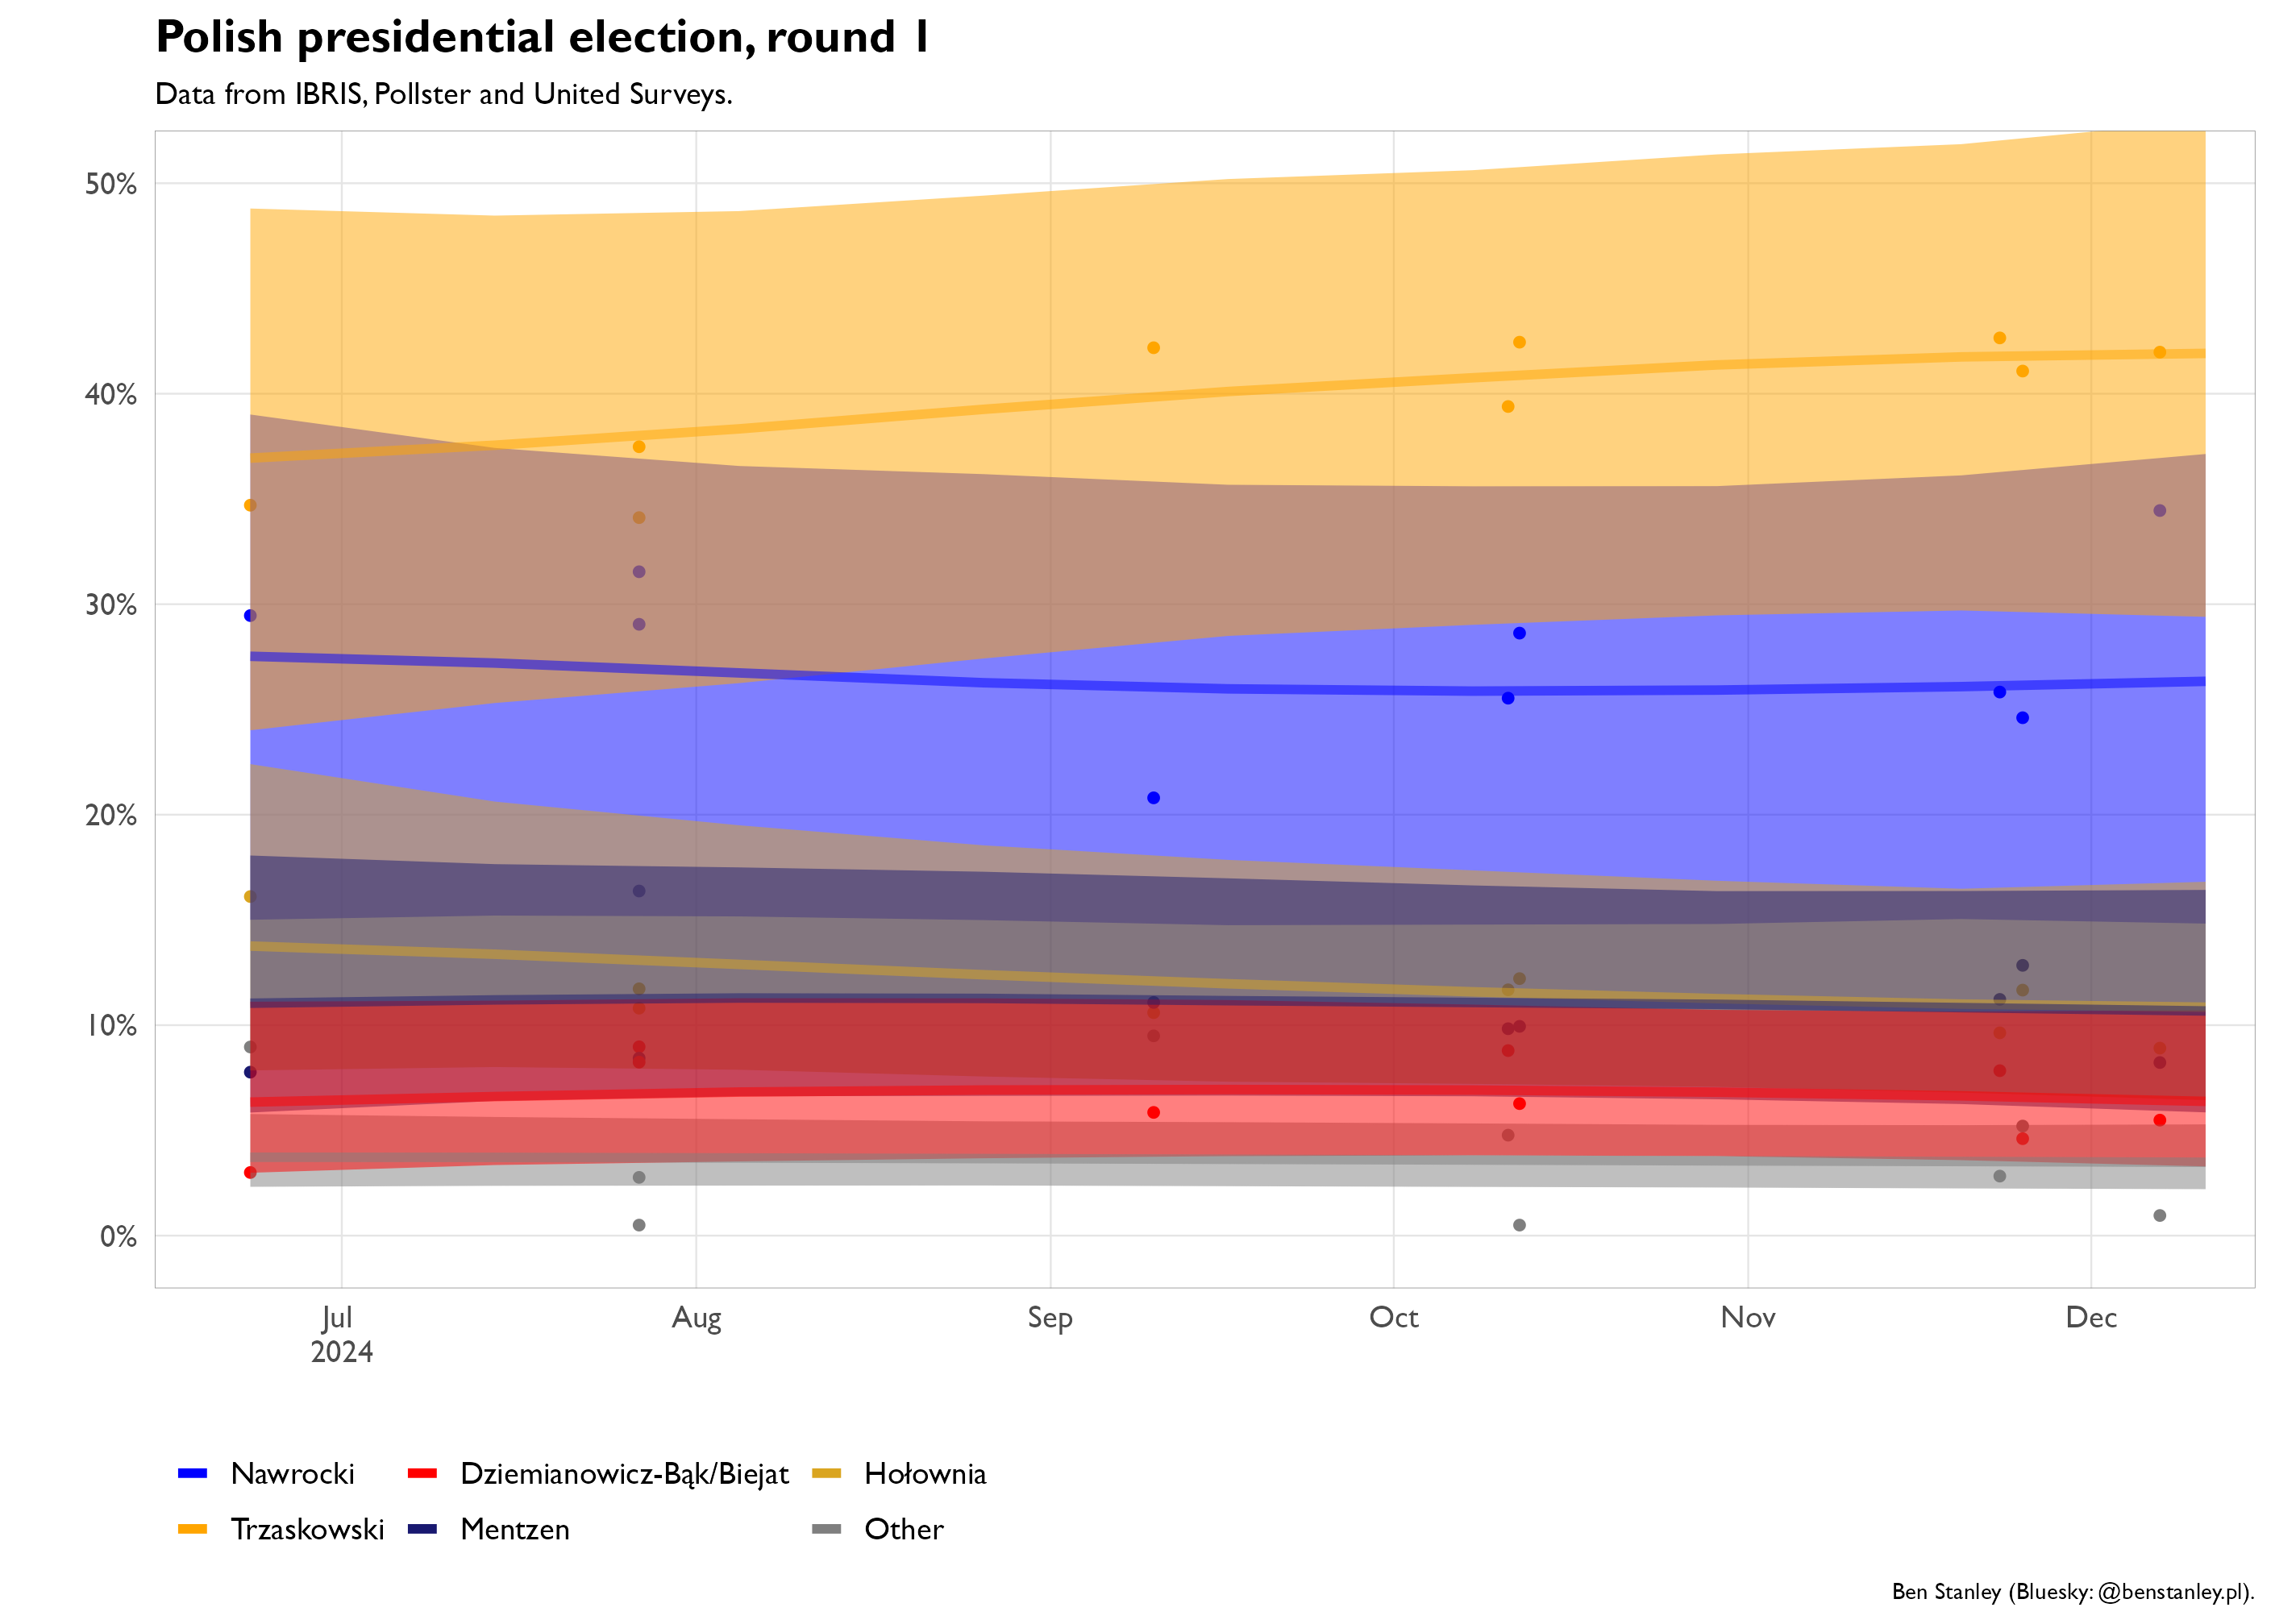 Polish presidential election, round 1
Data from IBRIS, Pollster and United Surveys.
50%
40%
30%
20%
10%
0%
Jul
2024
Aug
Sep
Oct
Nov
Dec
Nawrocki
Dziemianowicz-Bąk/Biejat
Hołownia
Trzaskowski
Mentzen
Other
Ben Stanley (Bluesky: @benstanley.pl).